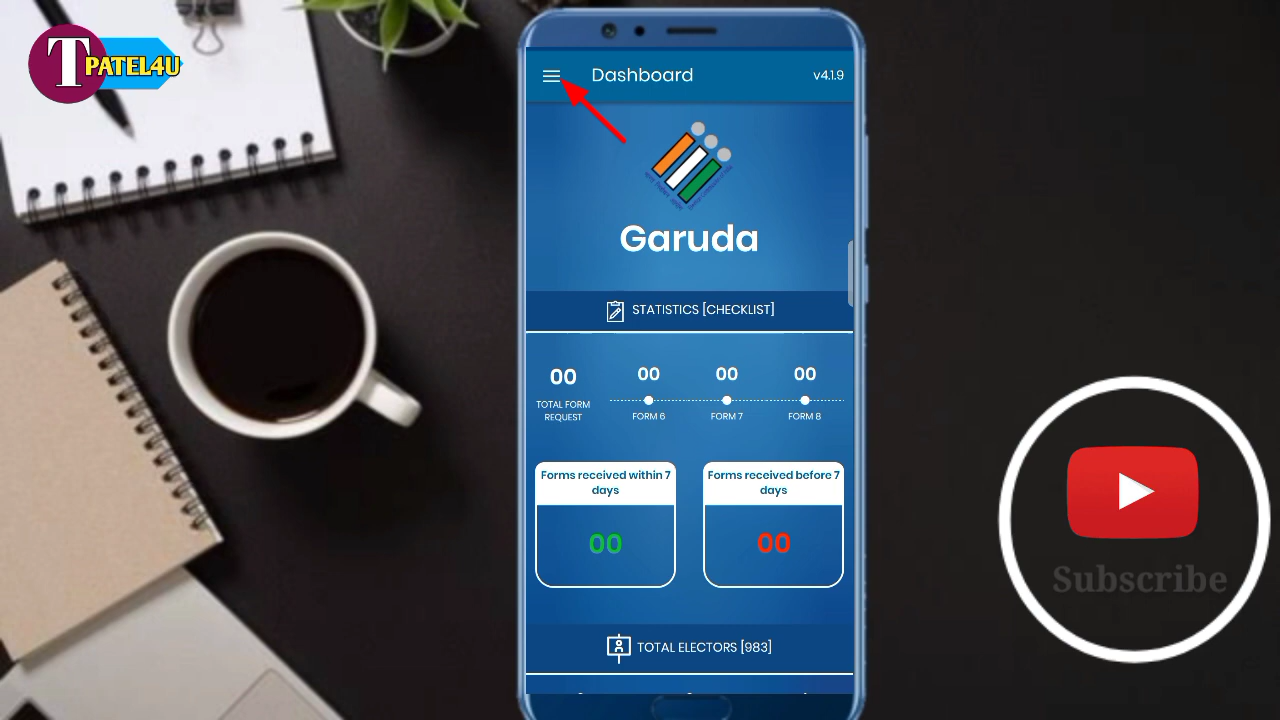 T
PATEL4U
Dashboard
v4.1.9
Garuda
STATISTICS [CHECKLIST]
00
00
00
00
TOTAL FORM
REQUEST
FORM 6
FORM 7
FORM 8
Forms received within 7
days
Forms received before 7
days
00
00
TOTAL ELECTORS [983]
Subscribe